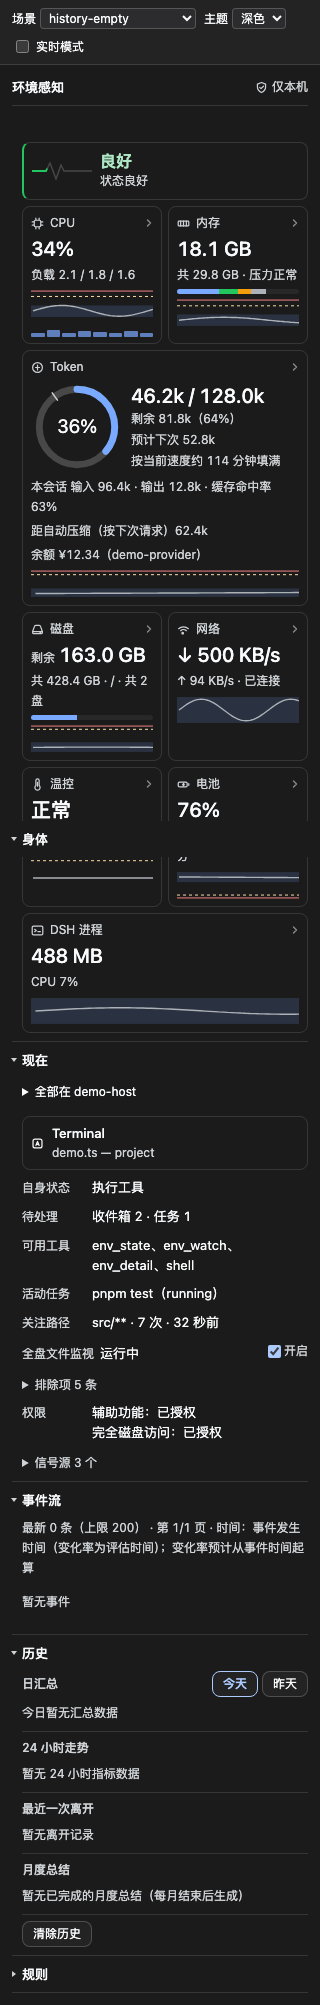 场景 history-empty 主题 深色
实时模式
环境感知 仅本机
良好
状态良好
CPU
34%
负载 2.1 / 1.8 / 1.6
内存
18.1 GB
共 29.8 GB · 压力正常
Token
36%
46.2k / 128.0k
剩余 81.8k（64%）
预计下次 52.8k
按当前速度约 114 分钟填满
本会话 输入 96.4k · 输出 12.8k · 缓存命中率
63%
距自动压缩（按下次请求）62.4k
余额 ¥12.34（demo-provider）
磁盘
剩余 163.0 GB
共 428.4 GB · / · 共 2
盘
网络
↓ 500 KB/s
↑ 94 KB/s · 已连接
温控
正常
电池
76%
身体
DSH 进程
488 MB
CPU 7%
现在
全部在 demo-host
Terminal
demo.ts — project
自身状态 执行工具
待处理 收件箱 2 · 任务 1
可用工具 env_state、env_watch、
env_detail、shell
活动任务 pnpm test（running）
关注路径 src/** · 7 次 · 32 秒前
全盘文件监视 运行中 开启
排除项 5 条
权限 辅助功能：已授权
完全磁盘访问：已授权
信号源 3 个
事件流
最新 0 条（上限 200） · 第 1/1 页 · 时间：事件发生
时间（变化率为评估时间）；变化率预计从事件时间起
算
暂无事件
历史
日汇总 今天 昨天
今日暂无汇总数据
24 小时走势
暂无 24 小时指标数据
最近一次离开
暂无离开记录
月度总结
暂无已完成的月度总结（每月结束后生成）
清除历史
规则